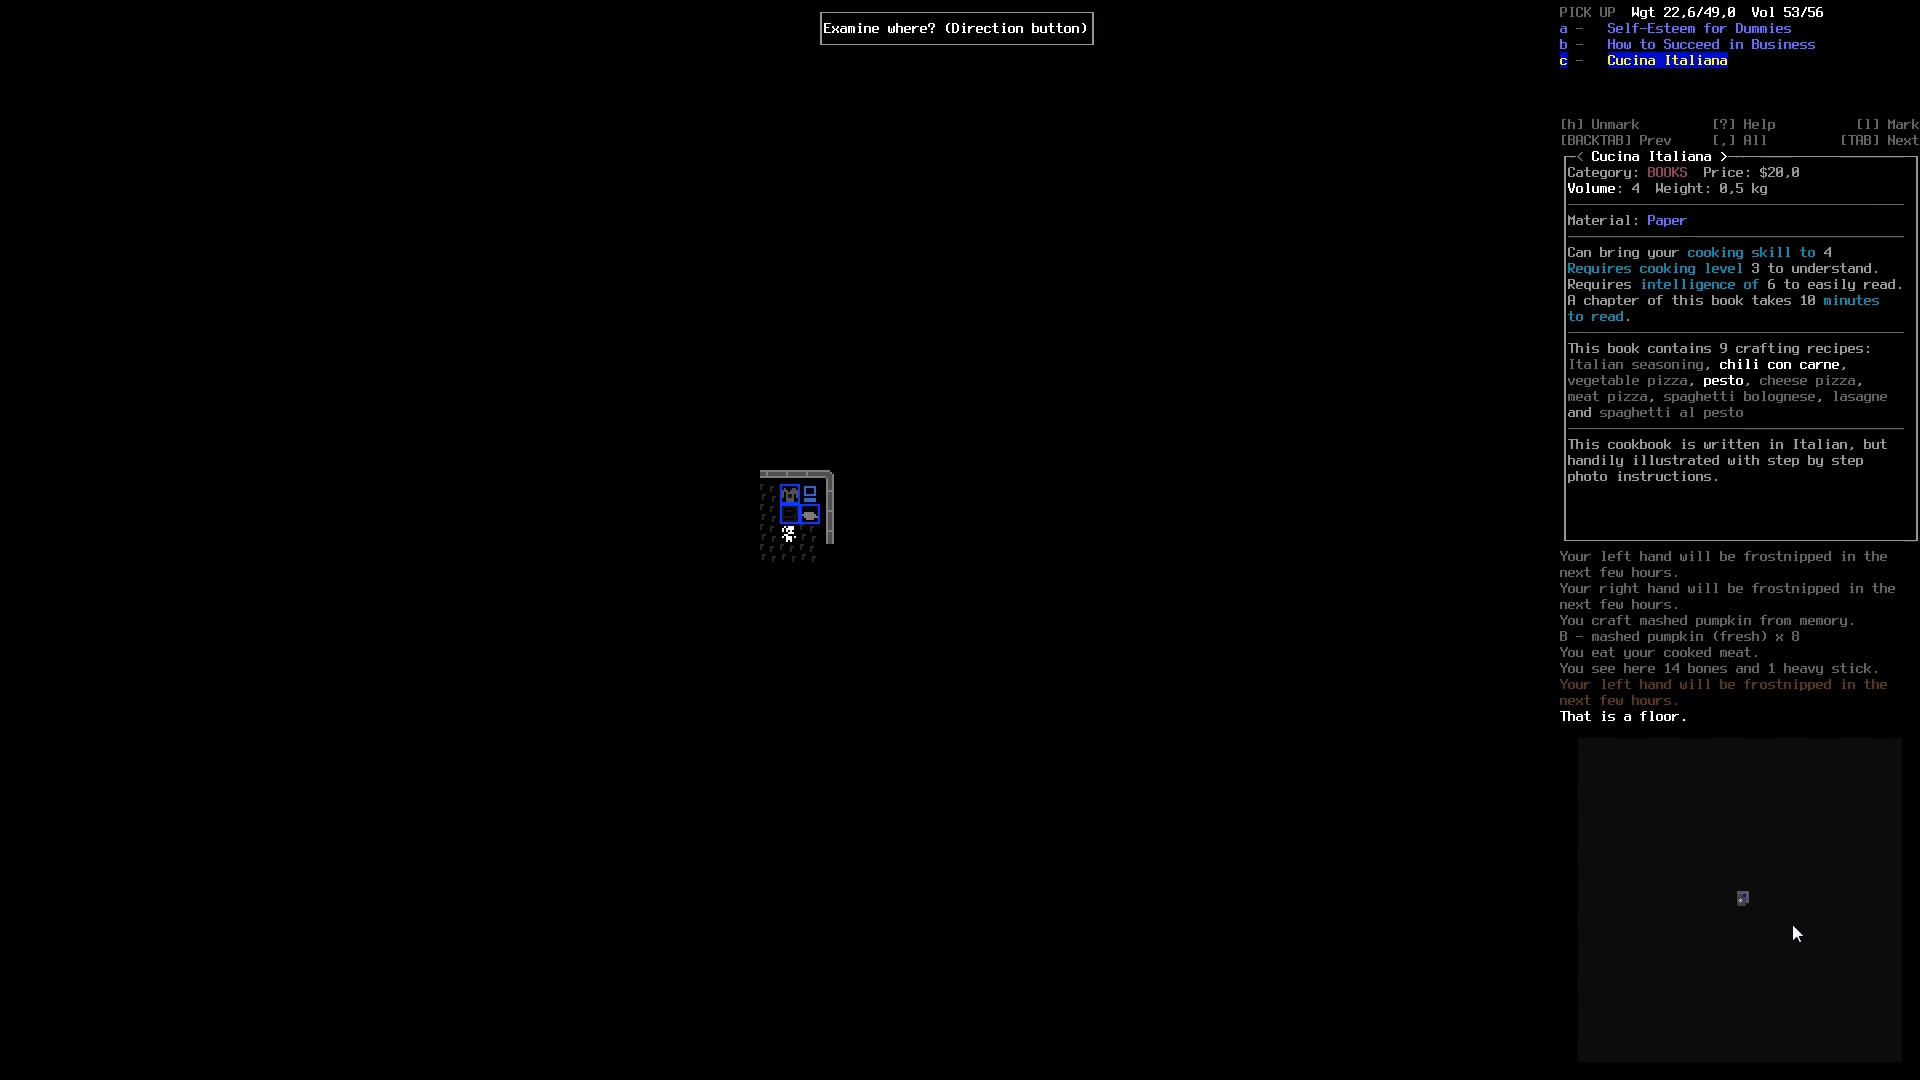 Examine where? (Direction button)
PICK UP  Wgt 22,6/49,0  Vol 53/56
a -   Self-Esteem for Dummies
b -   How to Succeed in Business
c -   Cucina Italiana
[h] Unmark  [?] Help  [l] Mark
[BACKTAB] Prev  [,] All  [TAB] Next
< Cucina Italiana >
Category: BOOKS  Price: $20,0
Volume: 4  Weight: 0,5 kg
Material: Paper
Can bring your cooking skill to 4
Requires cooking level 3 to understand.
Requires intelligence of 6 to easily read.
A chapter of this book takes 10 minutes
to read.
This book contains 9 crafting recipes:
Italian seasoning, chili con carne,
vegetable pizza, pesto, cheese pizza,
meat pizza, spaghetti bolognese, lasagne
and spaghetti al pesto
This cookbook is written in Italian, but
handily illustrated with step by step
photo instructions.
Your left hand will be frostnipped in the
next few hours.
Your right hand will be frostnipped in the
next few hours.
You craft mashed pumpkin from memory.
B - mashed pumpkin (fresh) x 8
You eat your cooked meat.
You see here 14 bones and 1 heavy stick.
Your left hand will be frostnipped in the
next few hours.
That is a floor.